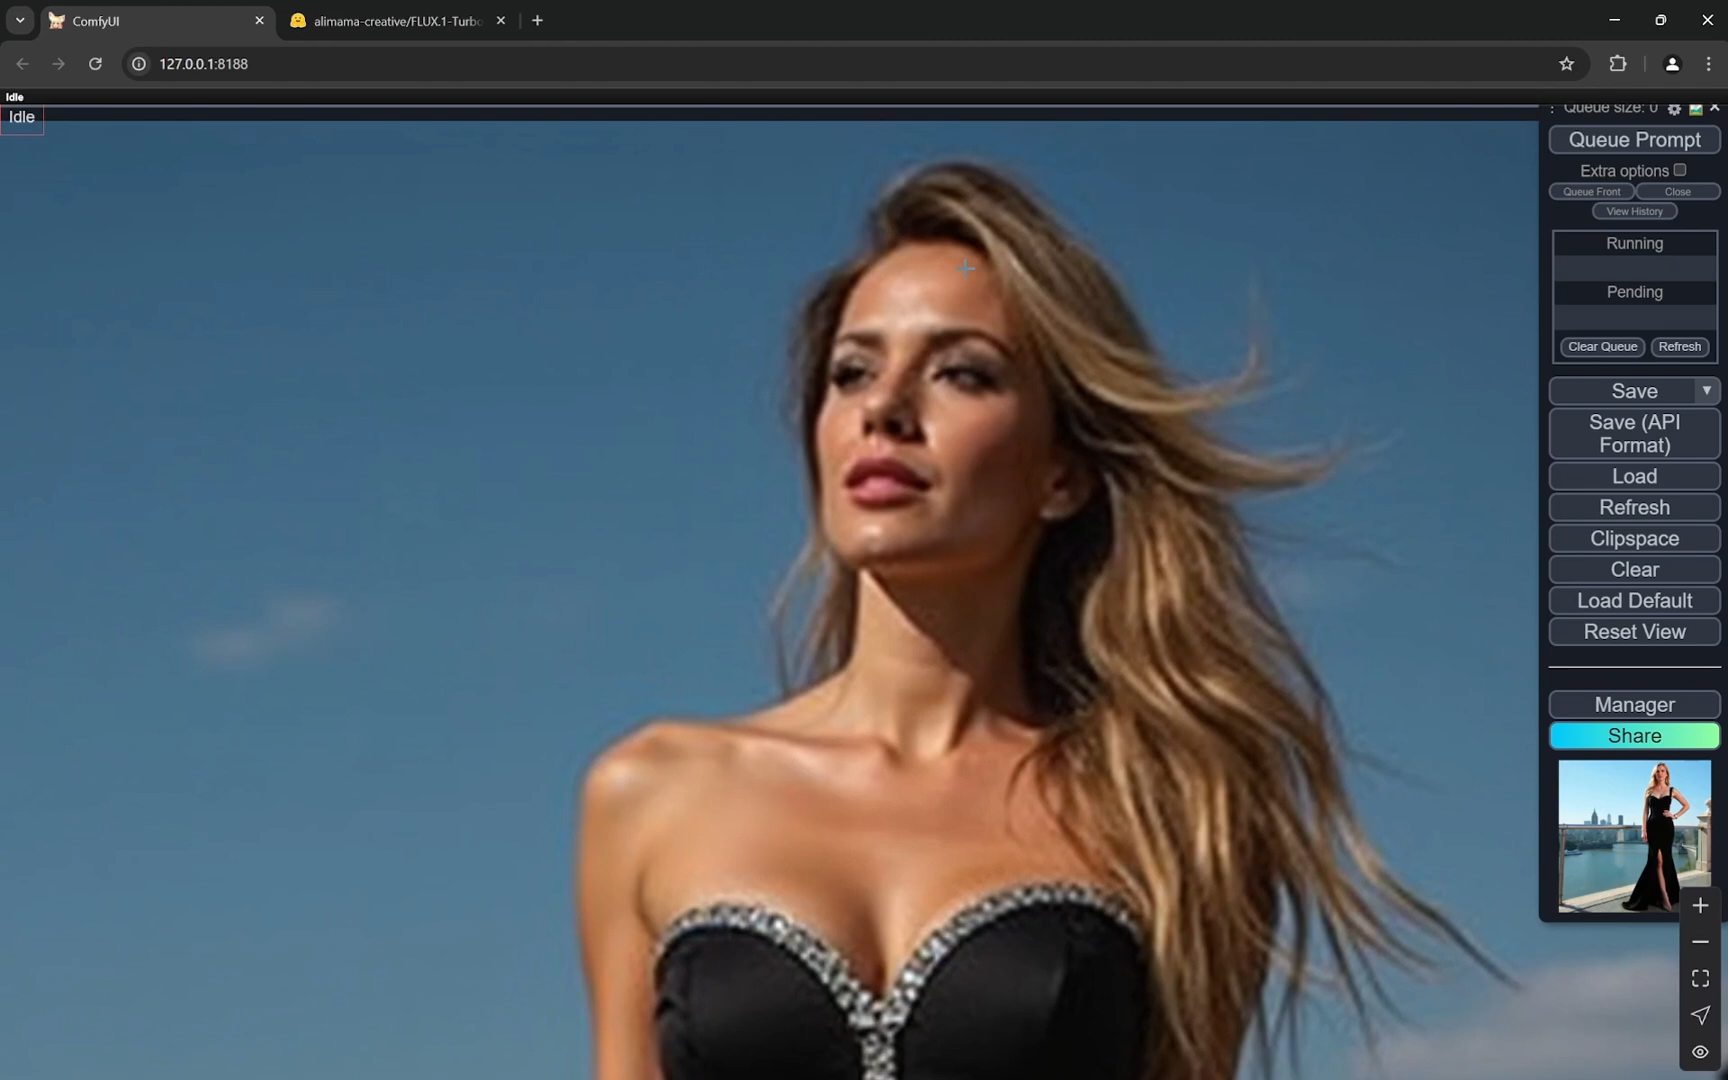 ComfyUI
alimama-creative/FLUX.1-Turbo
127.0.0.1:8188
Idle
Idle
Queue size: 0
Queue Prompt
Extra options
Queue Front
Close
View History
Running
Pending
Clear Queue
Refresh
Save
Save (API
Format)
Load
Refresh
Clipspace
Clear
Load Default
Reset View
Manager
Share